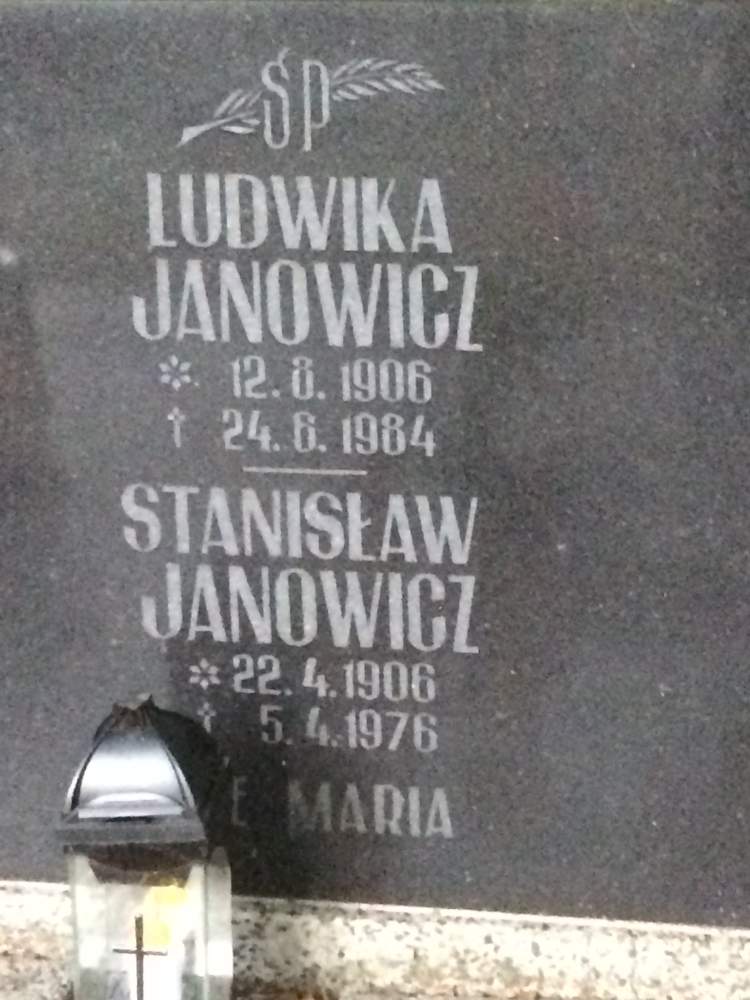 ŚP
LUDWIKA
JANOWICZ
* 12.8.1906
† 24.6.1984
STANISŁAW
JANOWICZ
* 22.4.1906
† 5.4.1976
MARIA